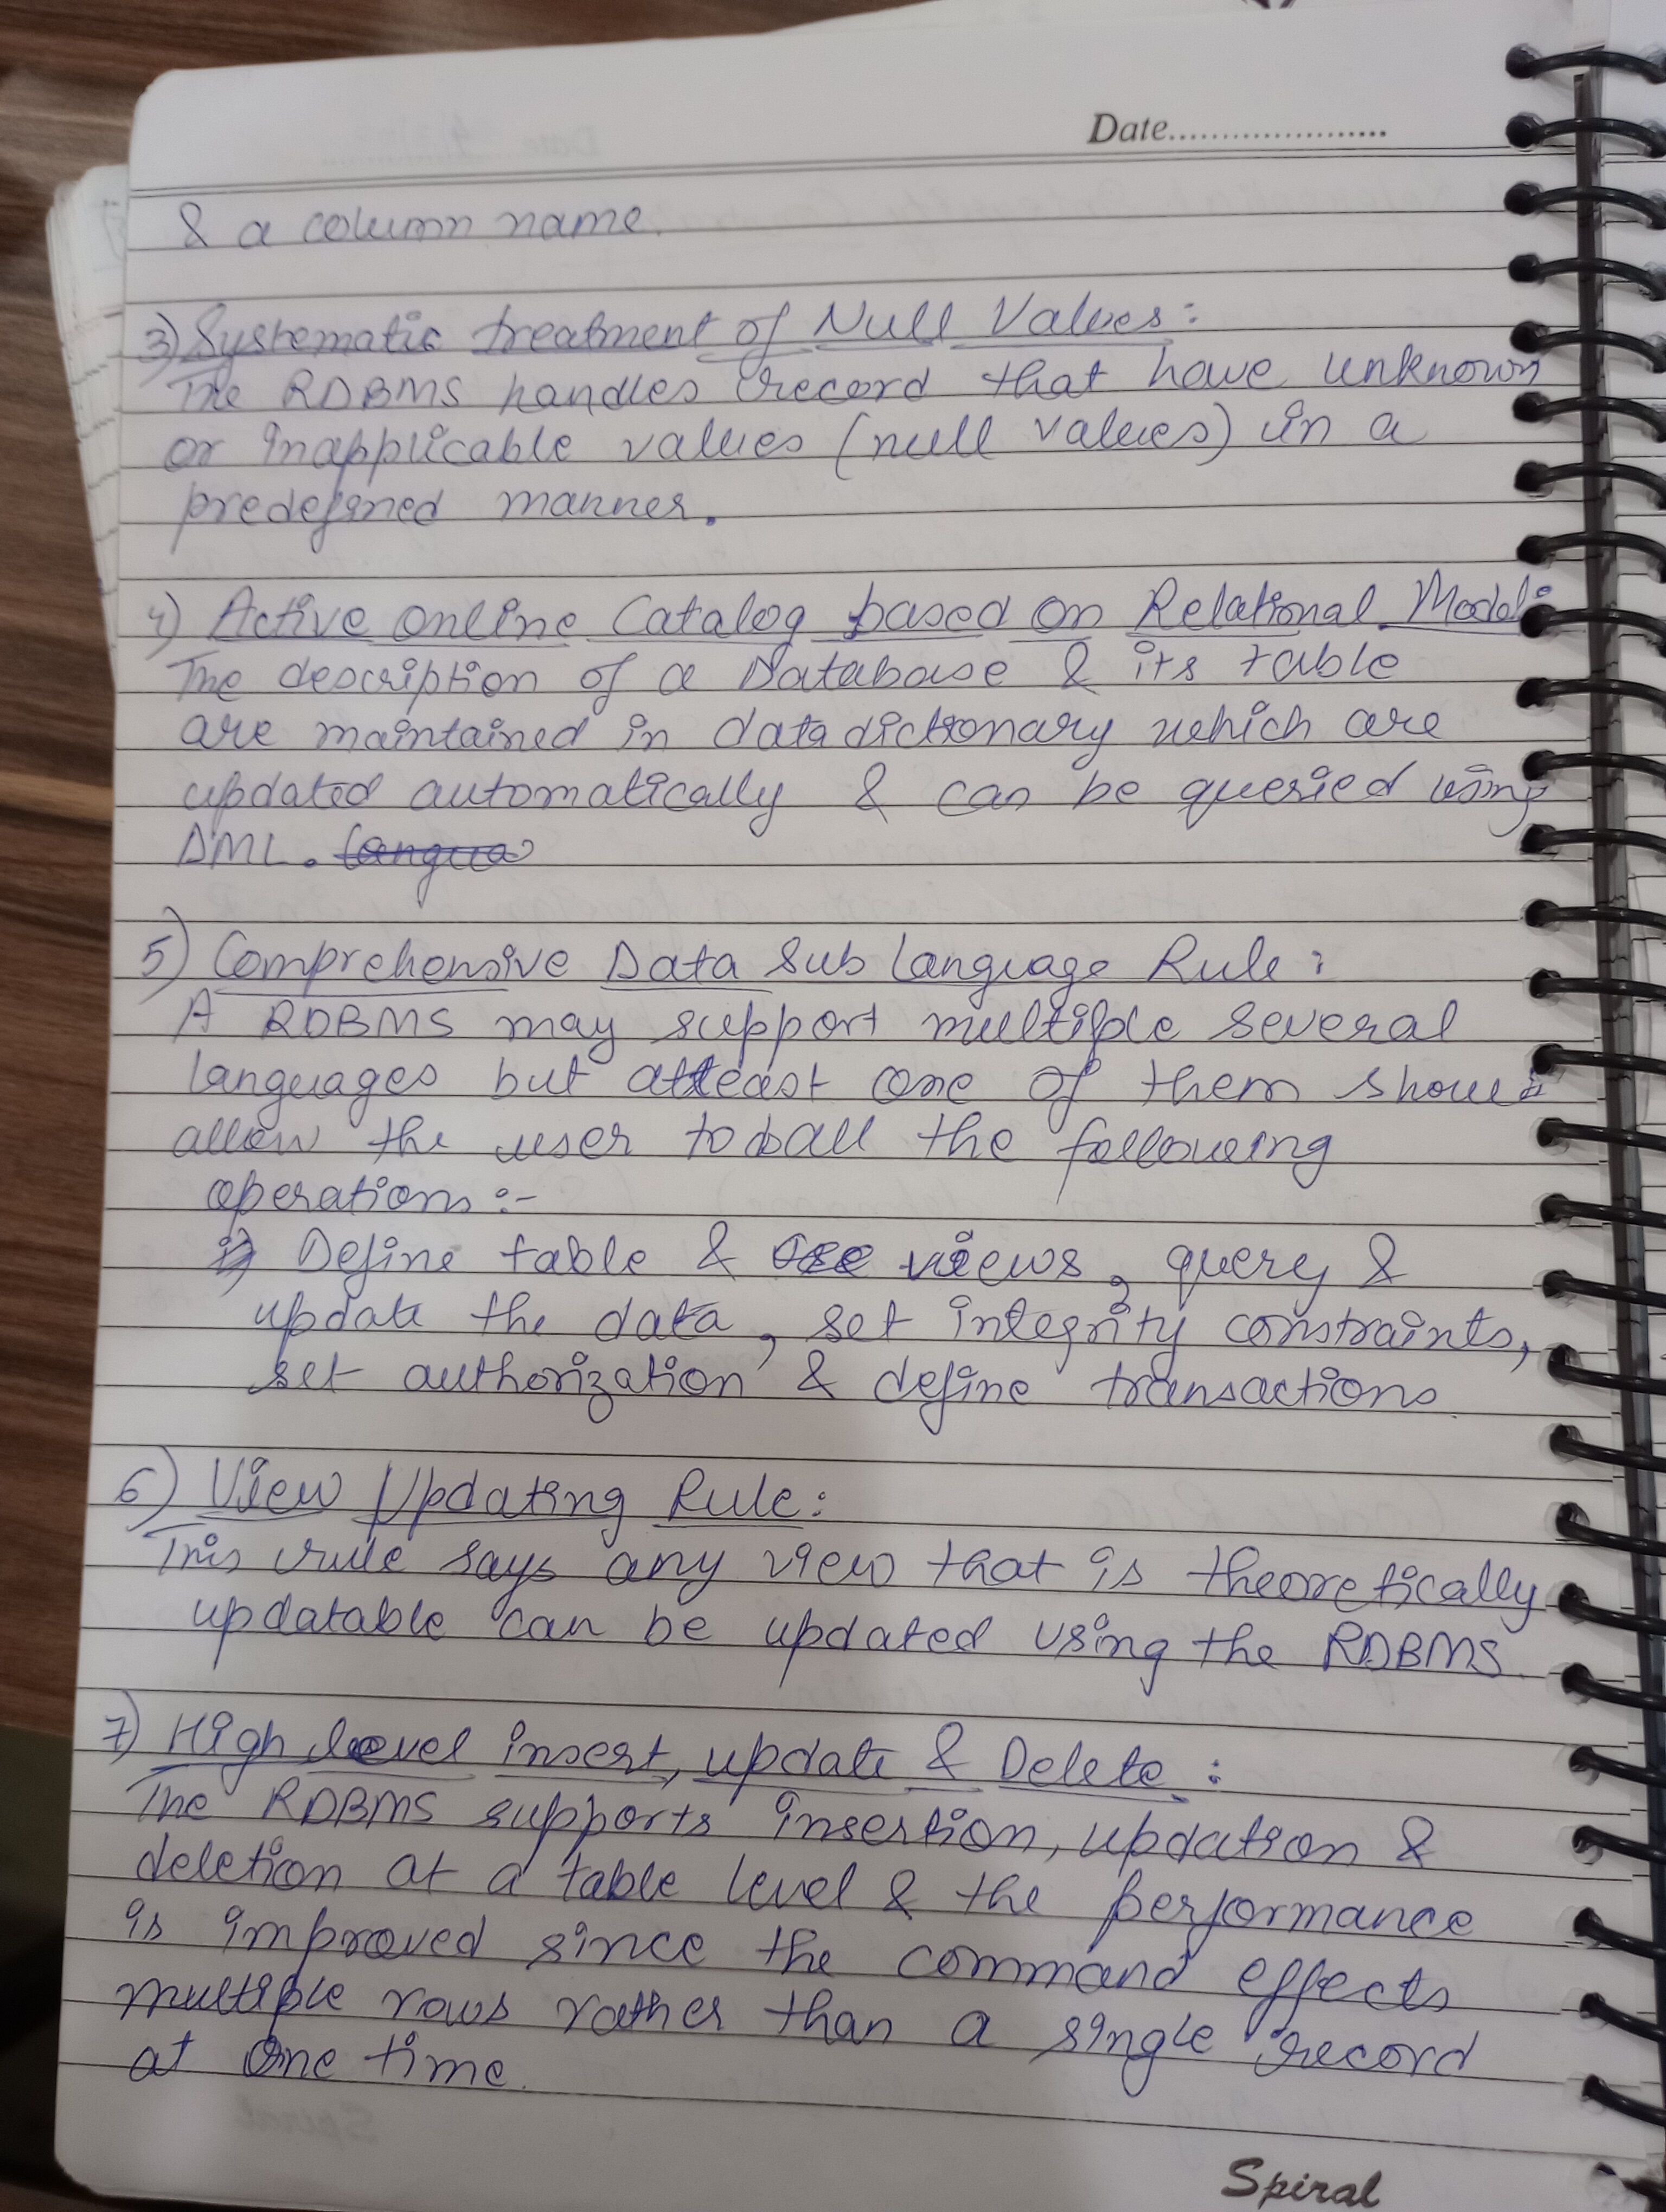 Date.....................
& a column name.
3) Systematic treatment of Null Values:
The RDBMS handles record that have unknown
or inapplicable values (null values) in a
predefined manner.
4) Active online Catalog based on Relational Model:
The description of a Database & its table
are maintained in data dictionary which are
updated automatically & can be queried using
DML. langua
5) Comprehensive Data Sub Language Rule:
A RDBMS may support multiple several
languages but atleast one of them should
allow the user to do all the following
operations :-
i) Define table & views, query &
update the data, set integrity constraints,
set authorization & define transactions.
6) View Updating Rule:
This rule says any view that is theoretically
updatable can be updated using the RDBMS.
7) High level insert, update & Delete :
The RDBMS supports insertion, updation &
deletion at a table level & the performance
is improved since the command effects
multiple rows rather than a single record
at One time.
Spiral